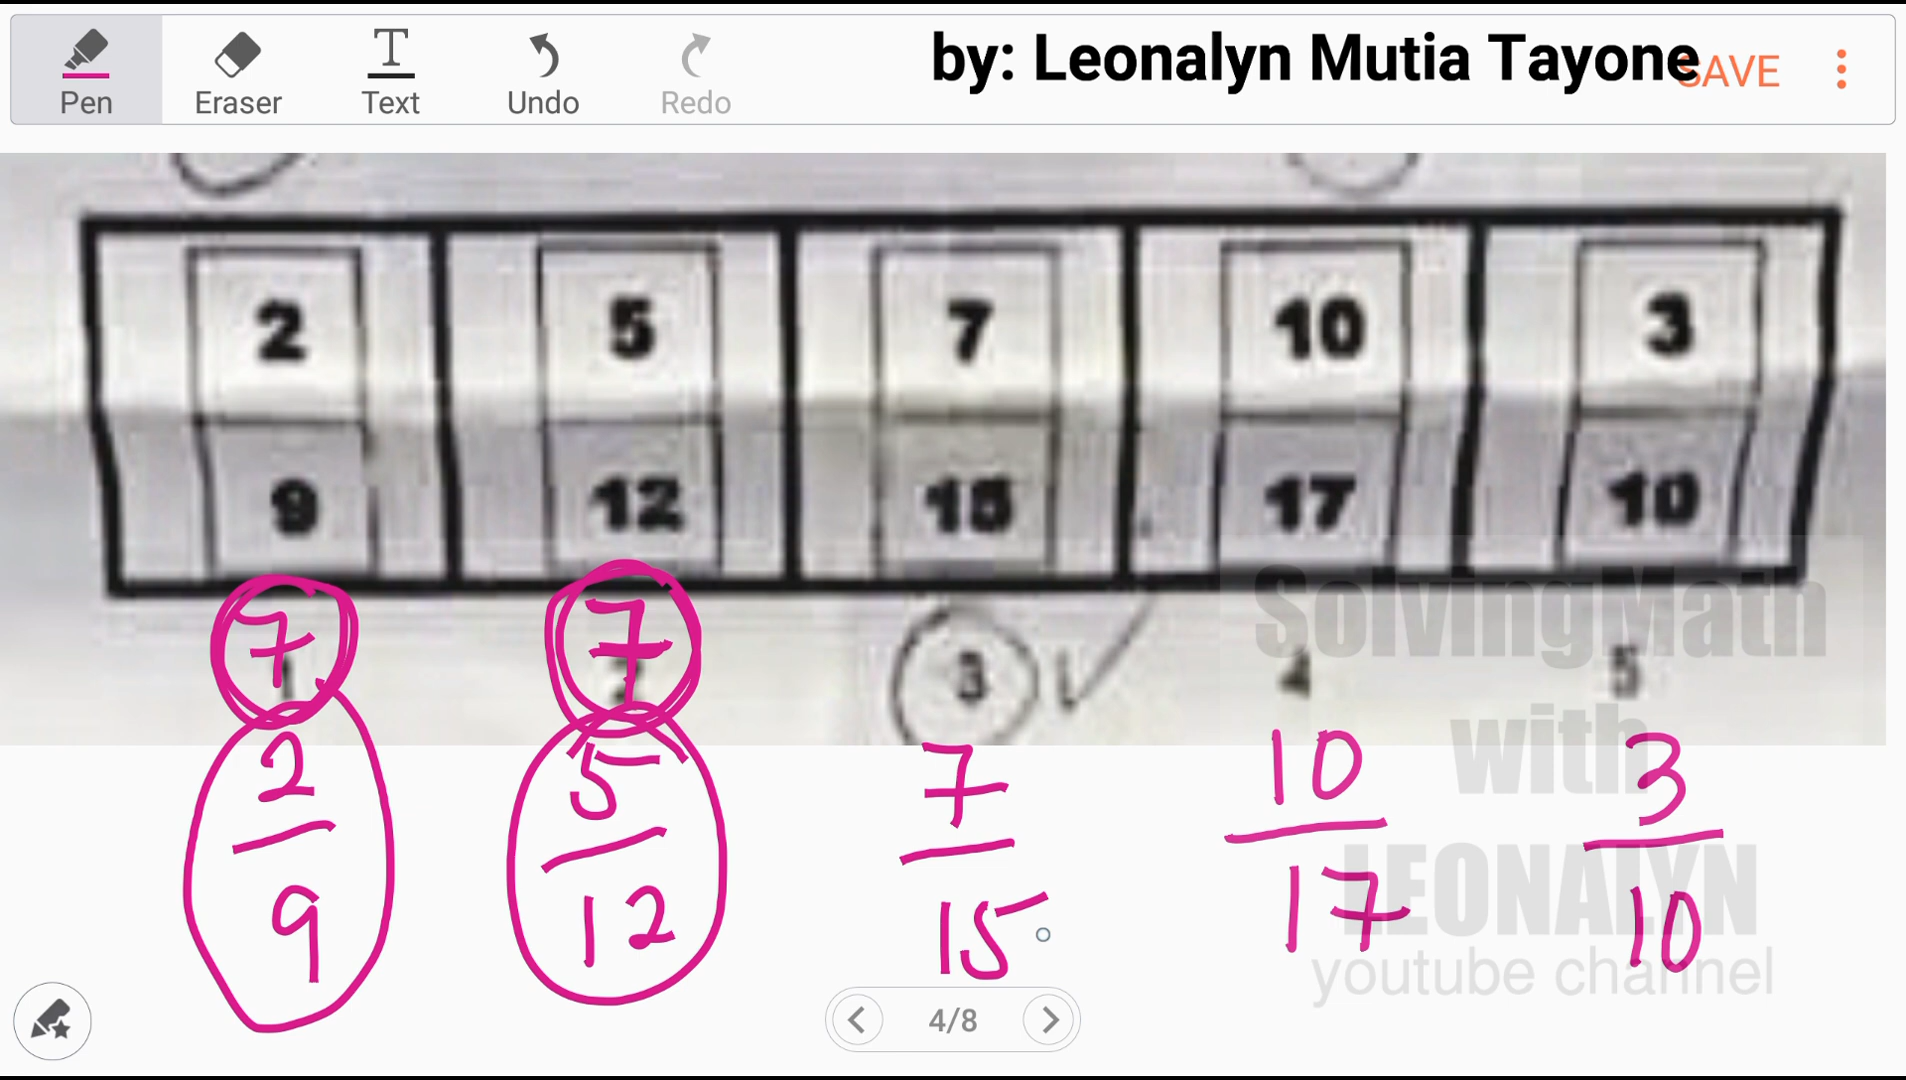 by: Leonalyn Mutia Tayone
SAVE
Pen Eraser Text Undo Redo
2 5 7 10 3
9 12 15 17 10
7 7
1 2 3 4 5
2 5 7 10 3
9 12 15 17 10
SolvingMath
with
LEONALYN
youtube channel
4/8